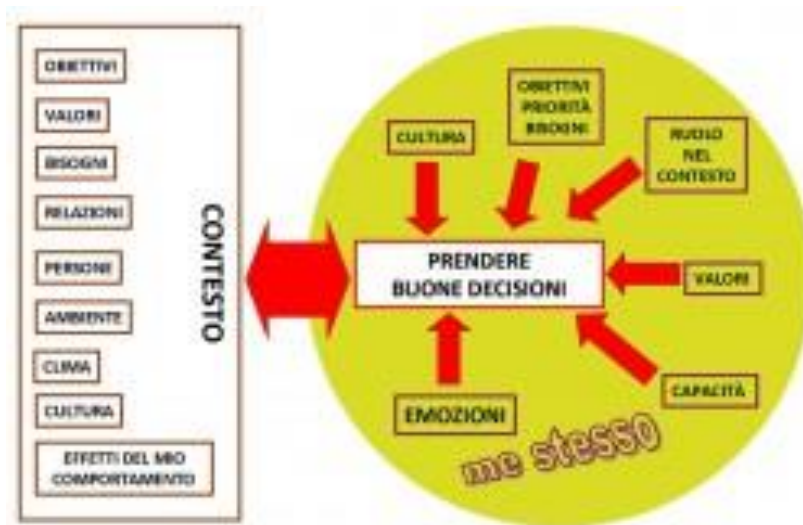 OBIETTIVI
VALORI
BISOGNI
RELAZIONI
PERSONE
AMBIENTE
CLIMA
CULTURA
EFFETTI DEL MIO
COMPORTAMENTO
CONTESTO
CULTURA
OBIETTIVI
PRIORITÀ
BISOGNI
RUOLO
NEL
CONTESTO
PRENDERE
BUONE DECISIONI
VALORI
EMOZIONI
CAPACITÀ
me stesso